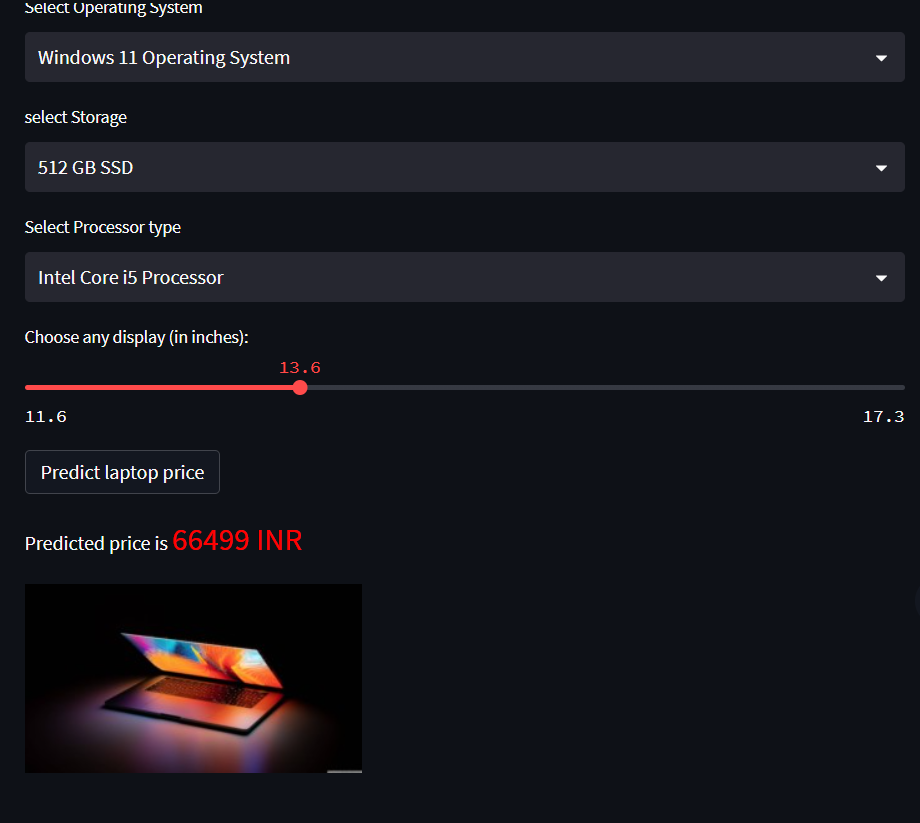 Select Operating System
Windows 11 Operating System
select Storage
512 GB SSD
Select Processor type
Intel Core i5 Processor
Choose any display (in inches):
13.6
11.6
17.3
Predict laptop price
Predicted price is 66499 INR